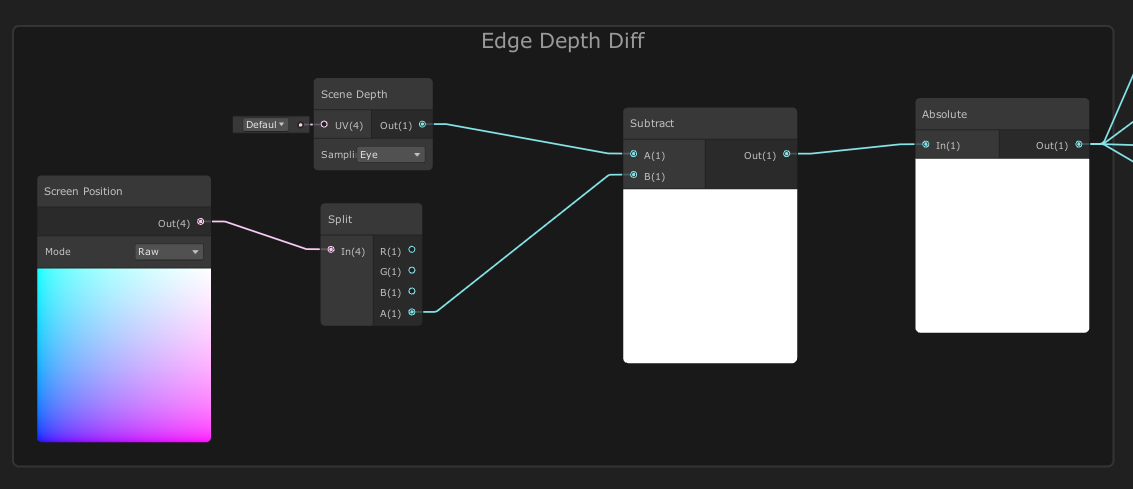 Edge Depth Diff
Scene Depth
Defaul
UV(4)
Out(1)
Sampli
Eye
Screen Position
Out(4)
Mode
Raw
Split
In(4)
R(1)
G(1)
B(1)
A(1)
Subtract
A(1)
Out(1)
B(1)
Absolute
In(1)
Out(1)